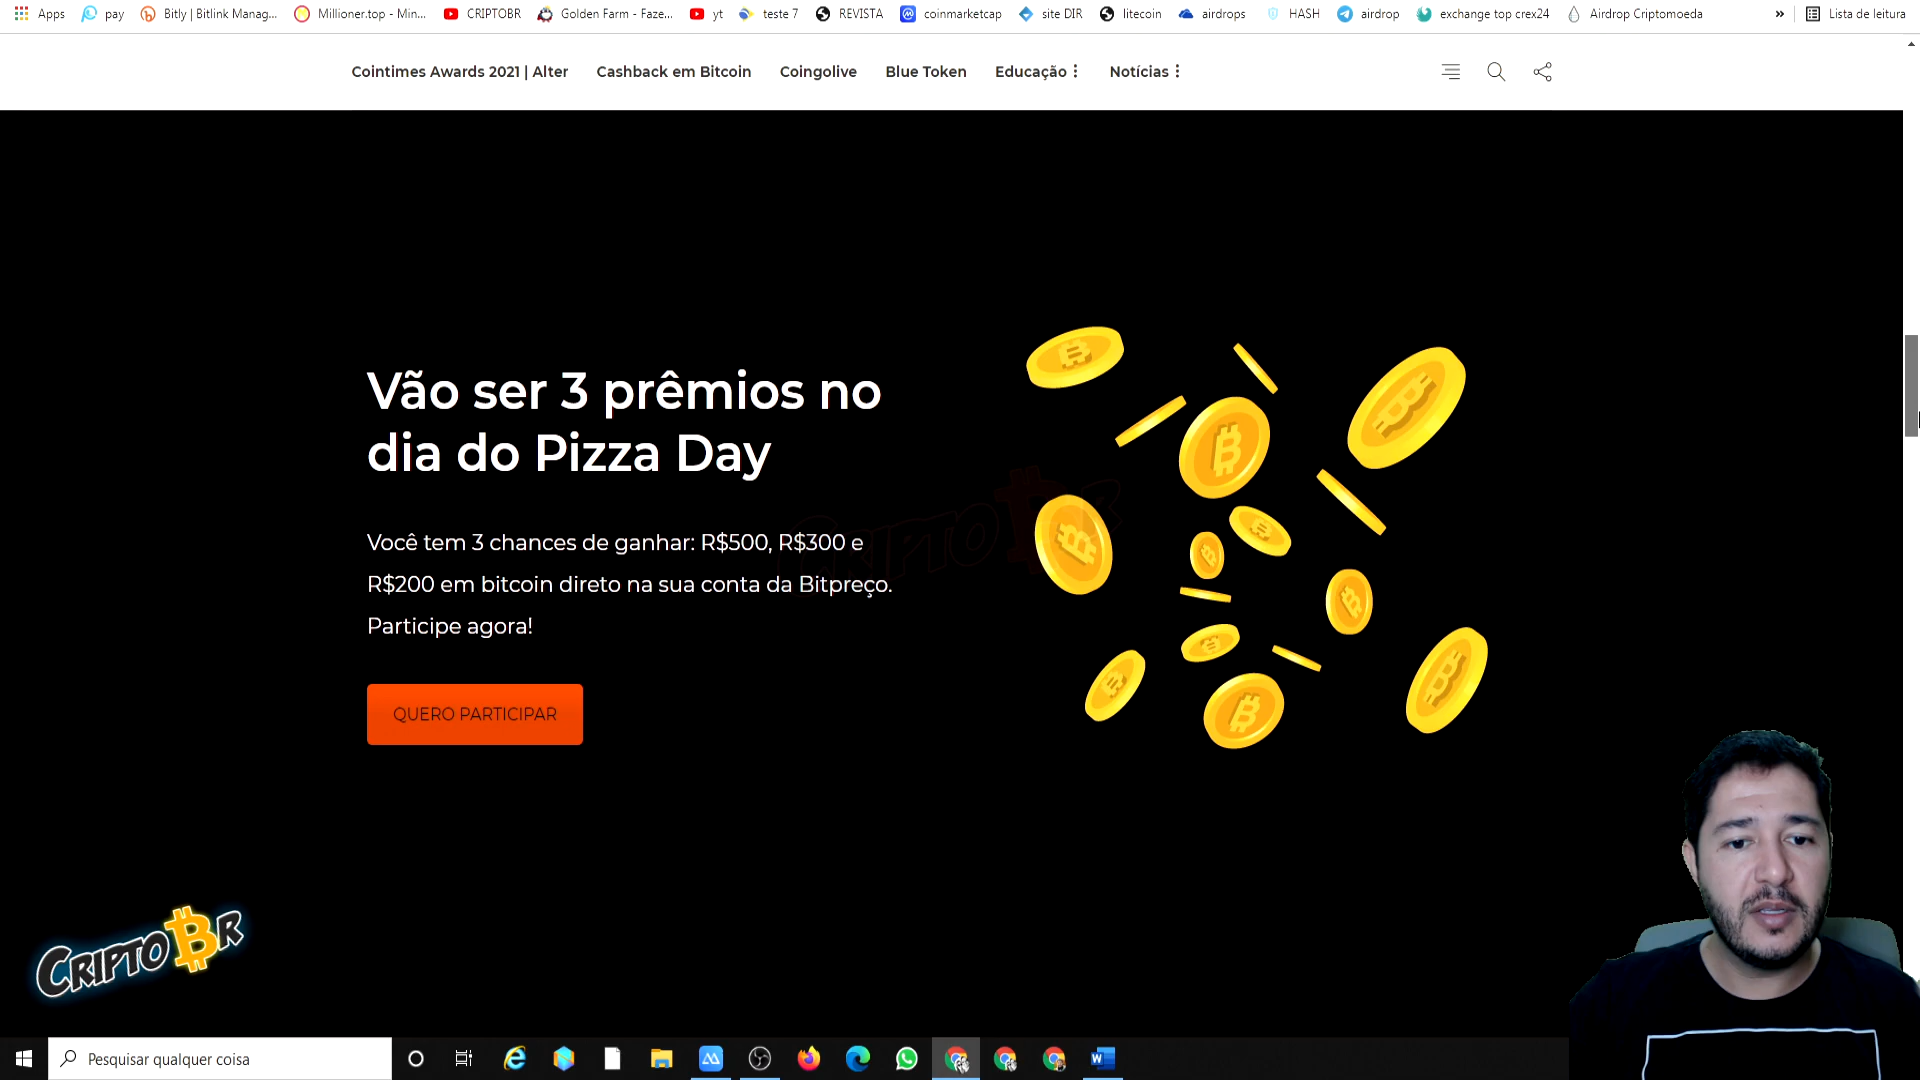 Apps pay Bitly | Bitlink Manag... Millioner.top - Min... CRIPTOBR Golden Farm - Faze... yt teste 7 REVISTA coinmarketcap site DIR litecoin airdrops HASH airdrop exchange top crex24 Airdrop Criptomoeda » Lista de leitura
Cointimes Awards 2021 | Alter Cashback em Bitcoin Coingolive Blue Token Educação Notícias
Vão ser 3 prêmios no
dia do Pizza Day
Você tem 3 chances de ganhar: R$500, R$300 e
R$200 em bitcoin direto na sua conta da Bitpreço.
Participe agora!
QUERO PARTICIPAR
CRIPTOBR
CRIPTOBR
Pesquisar qualquer coisa